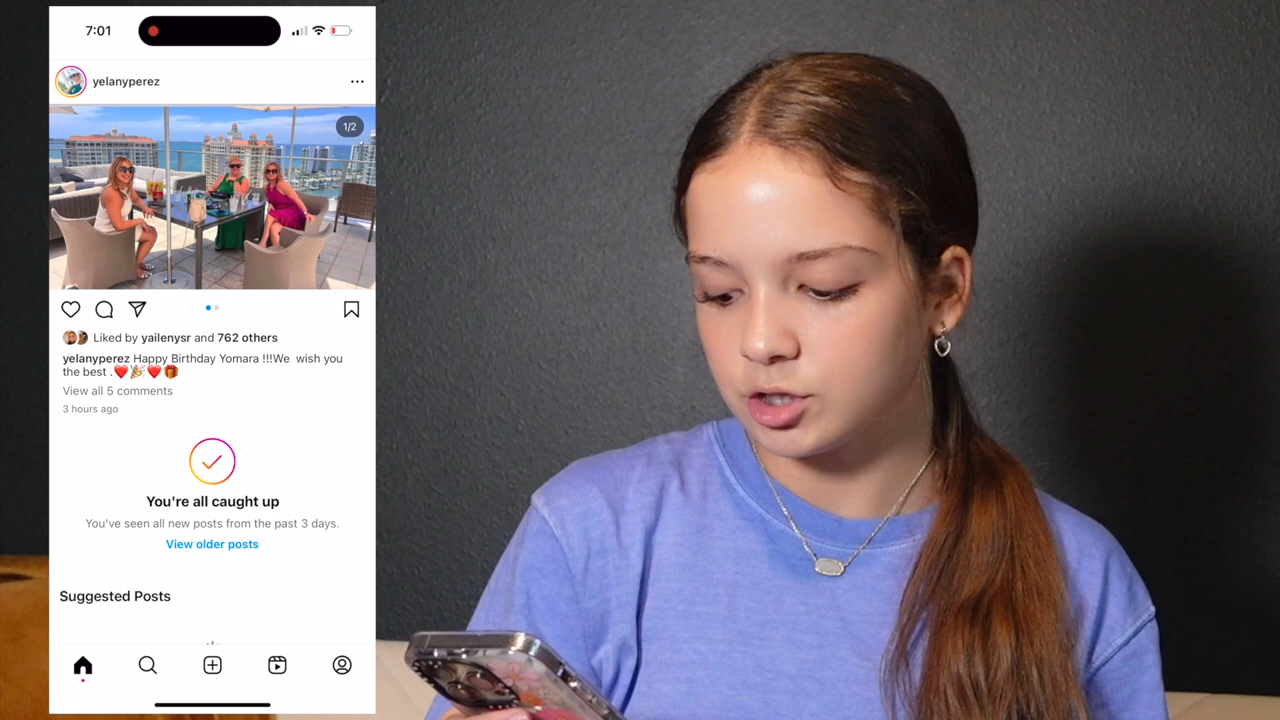 7:01
yelanyperez
1/2
Liked by yailenysr and 762 others
yelanyperez Happy Birthday Yomara !!!We wish you
the best .❤️🎉❤️🎁
View all 5 comments
3 hours ago
You're all caught up
You've seen all new posts from the past 3 days.
View older posts
Suggested Posts